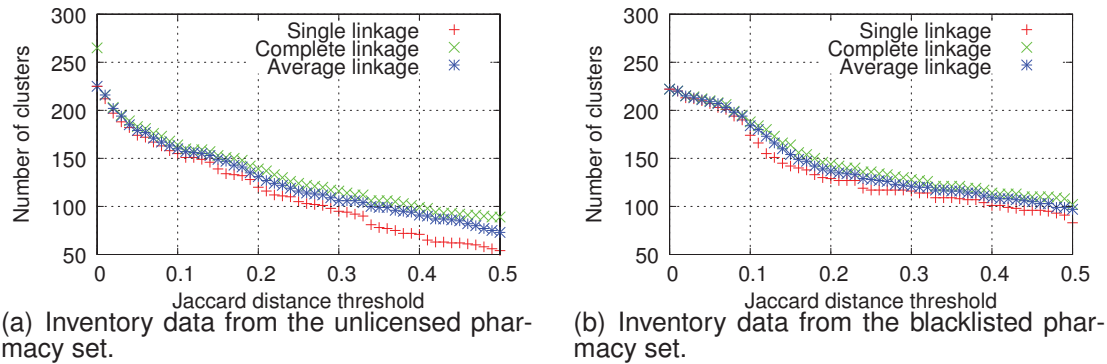 300
250
200
150
100
50
Number of clusters
Single linkage
Complete linkage
Average linkage
0 0.1 0.2 0.3 0.4 0.5
Jaccard distance threshold
(a) Inventory data from the unlicensed phar-
macy set.
300
250
200
150
100
50
Number of clusters
Single linkage
Complete linkage
Average linkage
0 0.1 0.2 0.3 0.4 0.5
Jaccard distance threshold
(b) Inventory data from the blacklisted phar-
macy set.